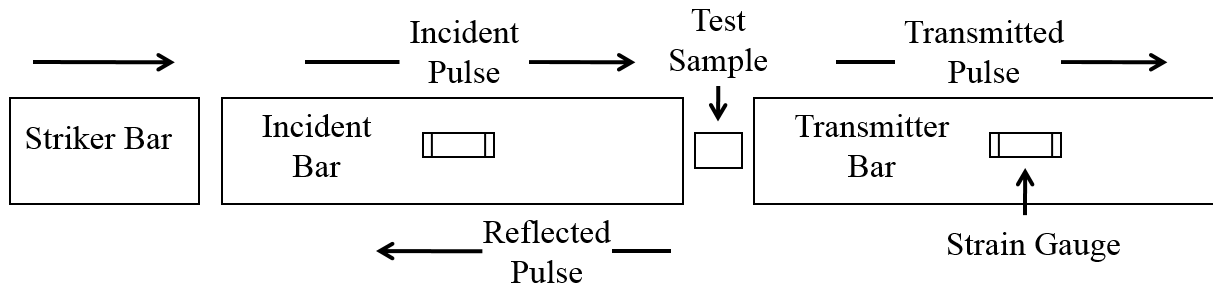 Incident
Pulse
Test
Sample
Transmitted
Pulse
Striker Bar
Incident
Bar
Transmitter
Bar
Reflected
Pulse
Strain Gauge